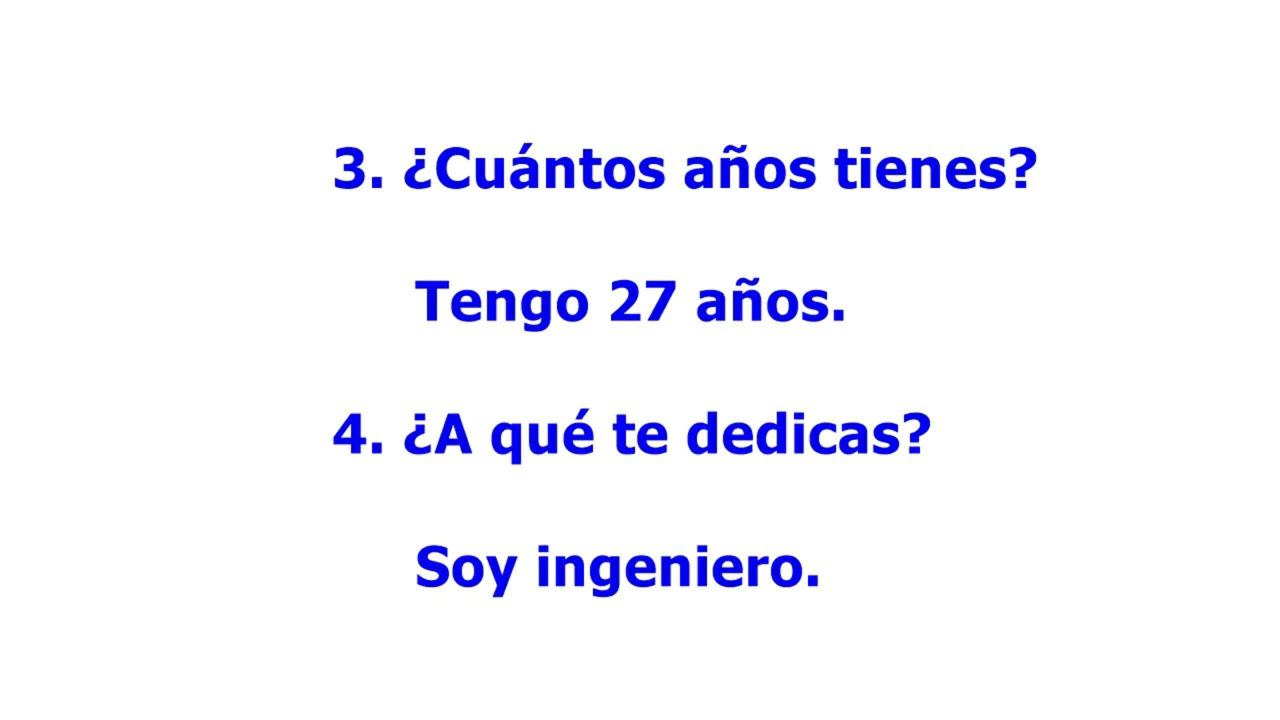 3. ¿Cuántos años tienes?
Tengo 27 años.
4. ¿A qué te dedicas?
Soy ingeniero.